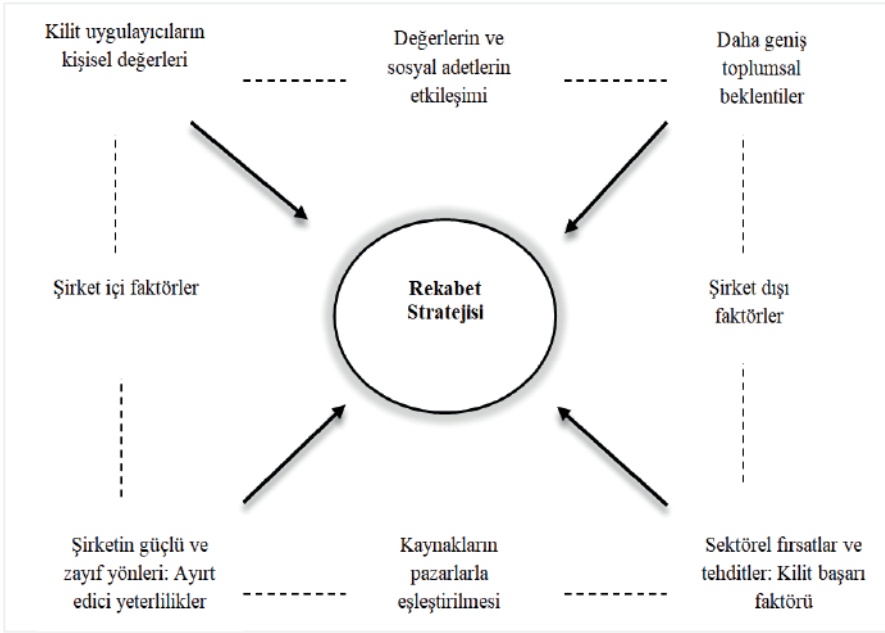 Kilit uygulayıcıların
kişisel değerleri
Değerlerin ve
sosyal adetlerin
etkileşimi
Daha geniş
toplumsal
beklentiler
Şirket içi faktörler
Rekabet
Stratejisi
Şirket dışı
faktörler
Şirketin güçlü ve
zayıf yönleri: Ayırt
edici yeterlilikler
Kaynakların
pazarlarla
eşleştirilmesi
Sektörel fırsatlar ve
tehditler: Kilit başarı
faktörü